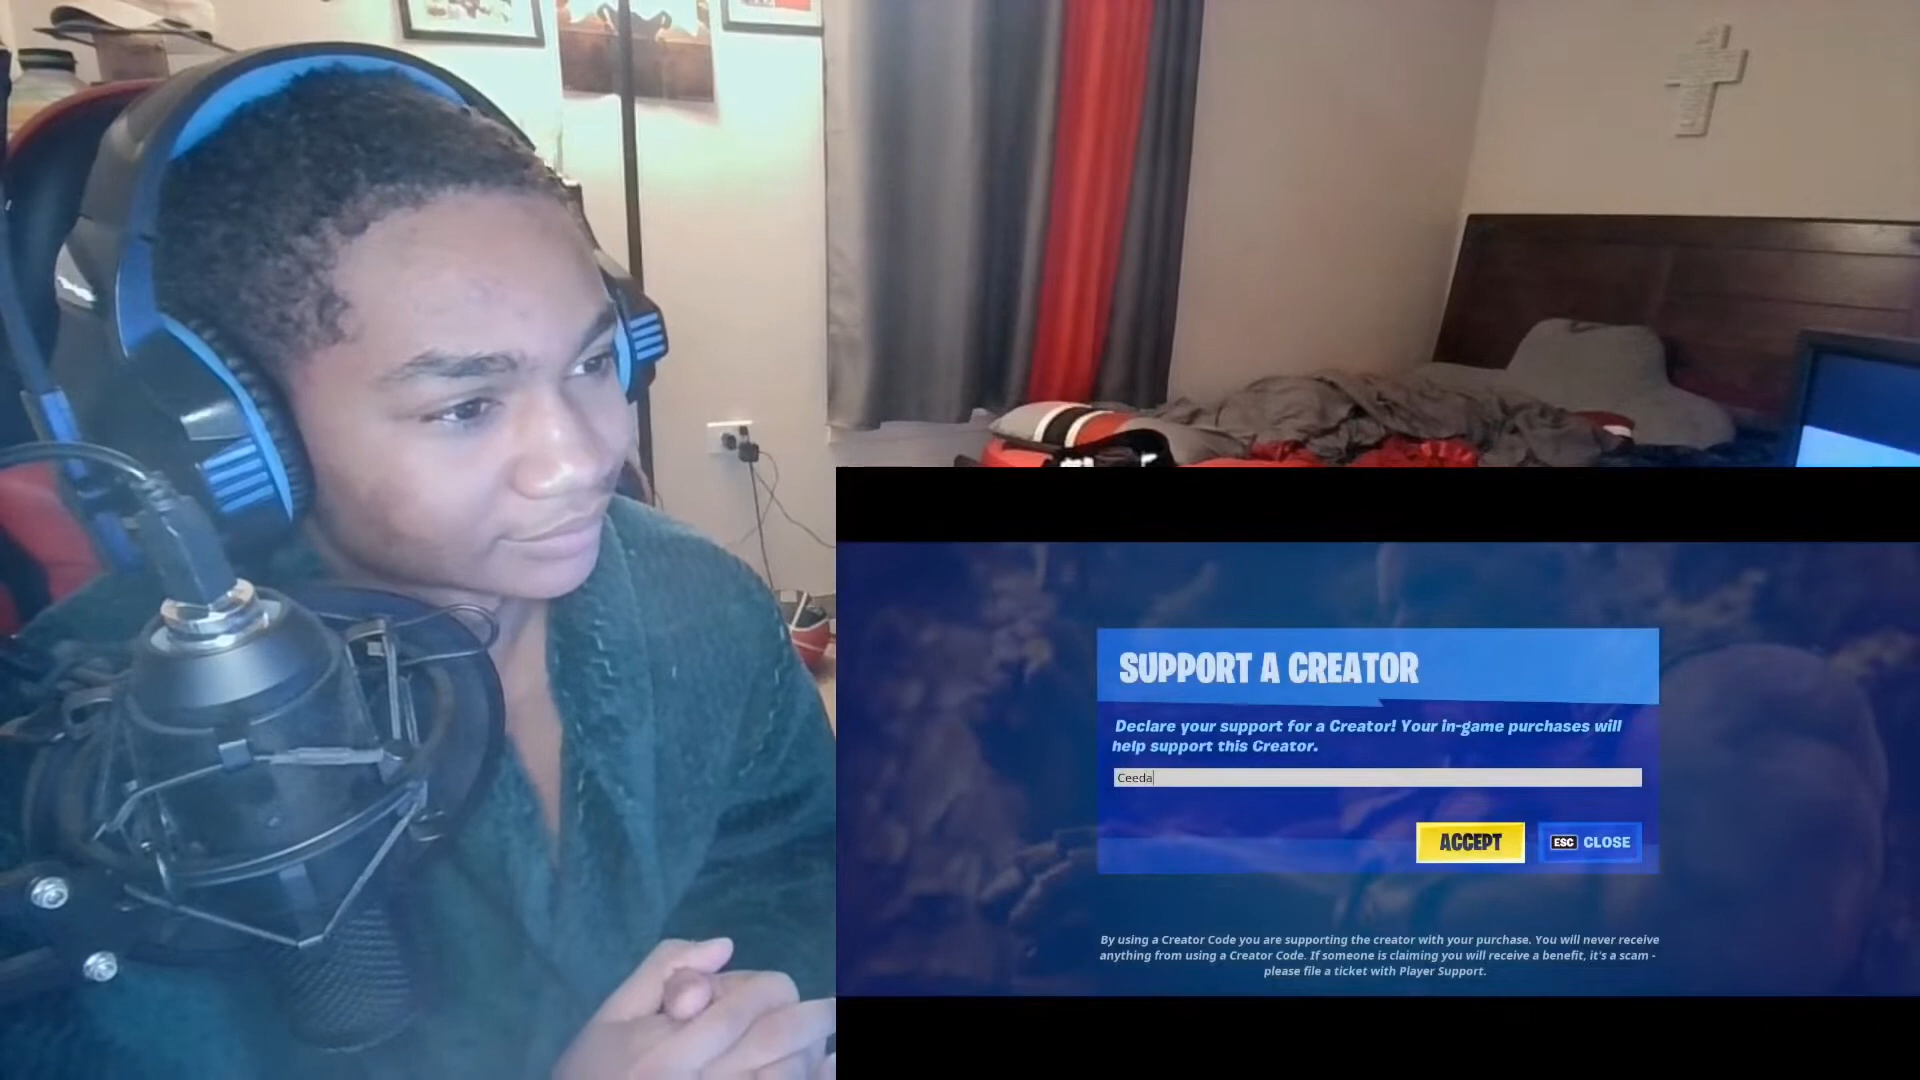 SUPPORT A CREATOR
Declare your support for a Creator! Your in-game purchases will
help support this Creator.
Ceeda
ACCEPT
ESC CLOSE
By using a Creator Code you are supporting the creator with your purchase. You will never receive
anything from using a Creator Code. If someone is claiming you will receive a benefit, it's a scam -
please file a ticket with Player Support.